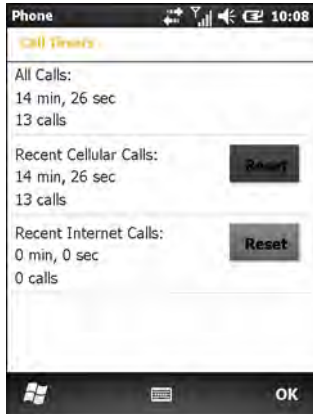 Phone 10:08
Call Timers
All Calls:
14 min, 26 sec
13 calls
Recent Cellular Calls:
14 min, 26 sec
13 calls
Reset
Recent Internet Calls:
0 min, 0 sec
0 calls
Reset
OK